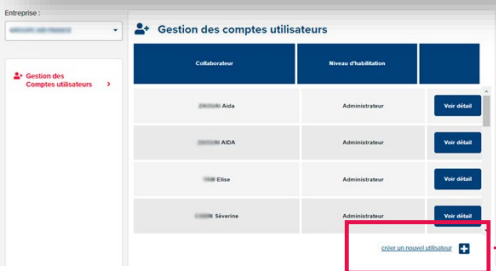 Entreprise :
Gestion des comptes utilisateurs
Gestion des
Comptes utilisateurs >
Collaborateur Niveau d'habilitation
Aida Administrateur Voir détail
AIDA Administrateur Voir détail
Elise Administrateur Voir détail
Séverine Administrateur Voir détail
créer un nouvel utilisateur